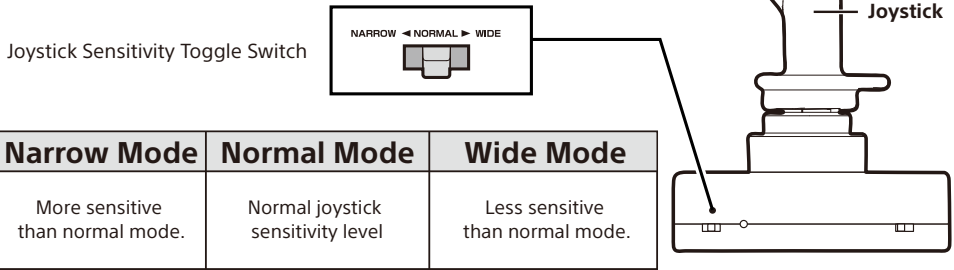 Joystick
NARROW ◄ NORMAL ► WIDE
Joystick Sensitivity Toggle Switch
Narrow Mode Normal Mode Wide Mode
More sensitive Normal joystick Less sensitive
than normal mode. sensitivity level than normal mode.